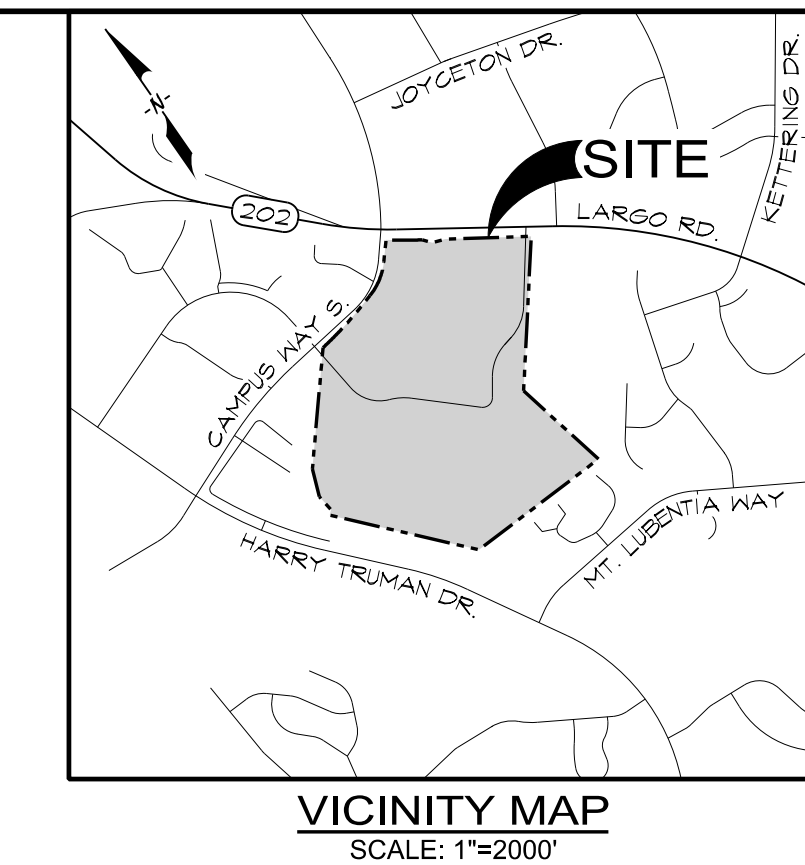 JOYCETON DR.
KETTERING DR.
-N-
SITE
202
LARGO RD.
CAMPUS WAY S.
MT. LUBENTIA WAY
HARRY TRUMAN DR.
VICINITY MAP
SCALE: 1"=2000'